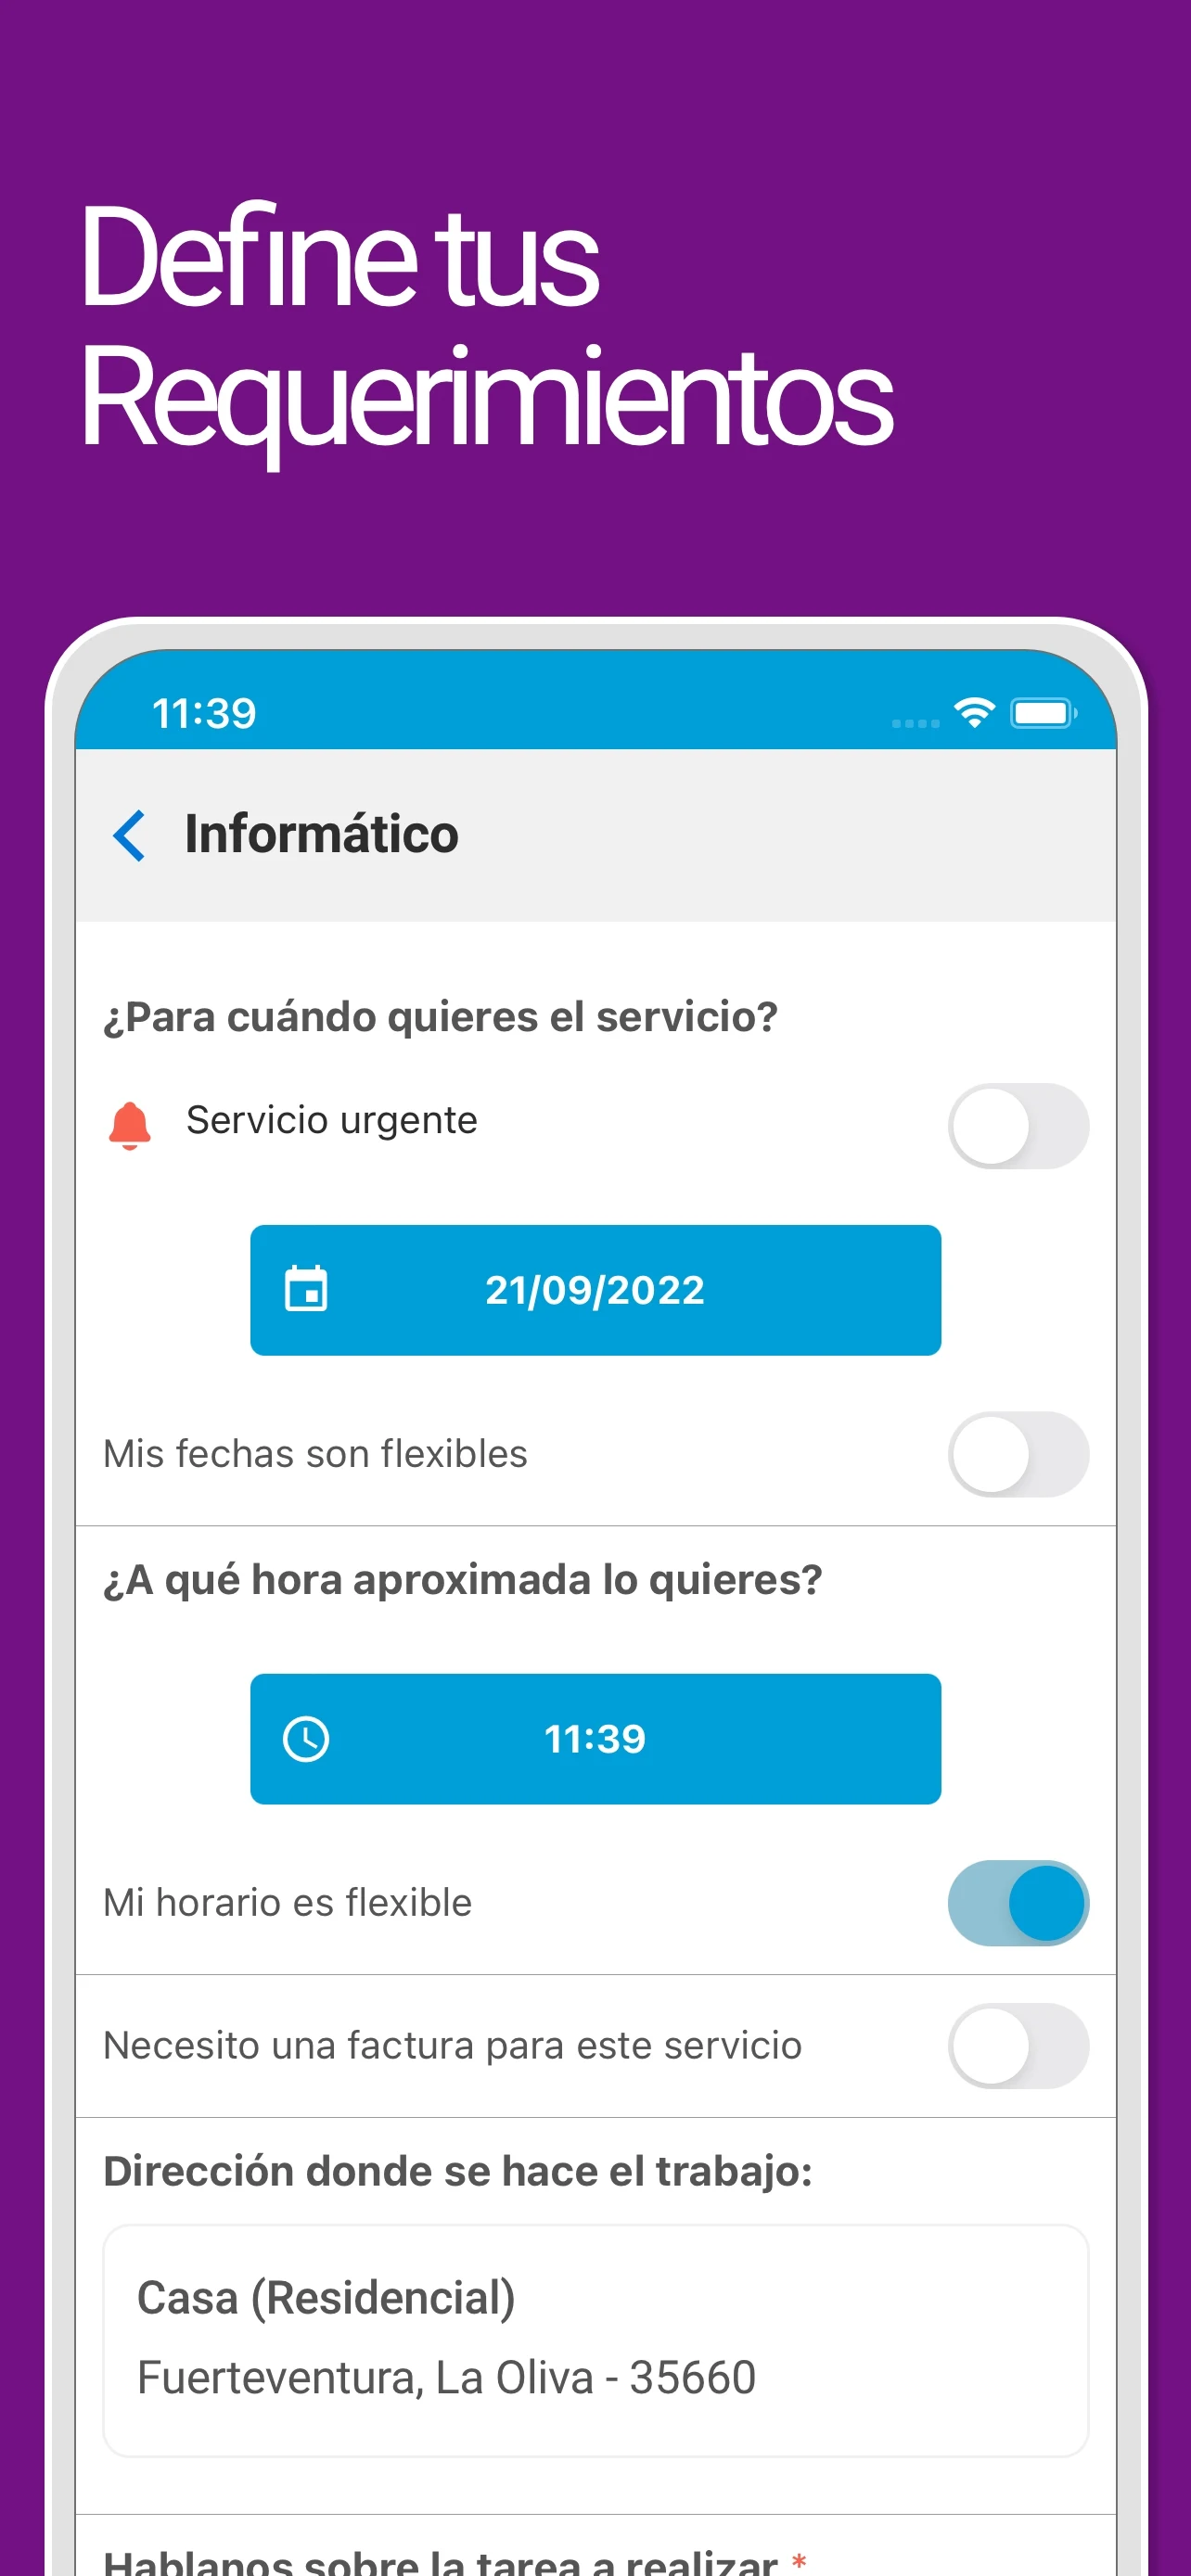 Define tus
Requerimientos
11:39
Informático
¿Para cuándo quieres el servicio?
Servicio urgente
21/09/2022
Mis fechas son flexibles
¿A qué hora aproximada lo quieres?
11:39
Mi horario es flexible
Necesito una factura para este servicio
Dirección donde se hace el trabajo:
Casa (Residencial)
Fuerteventura, La Oliva - 35660
Hablanos sobre la tarea a realizar *